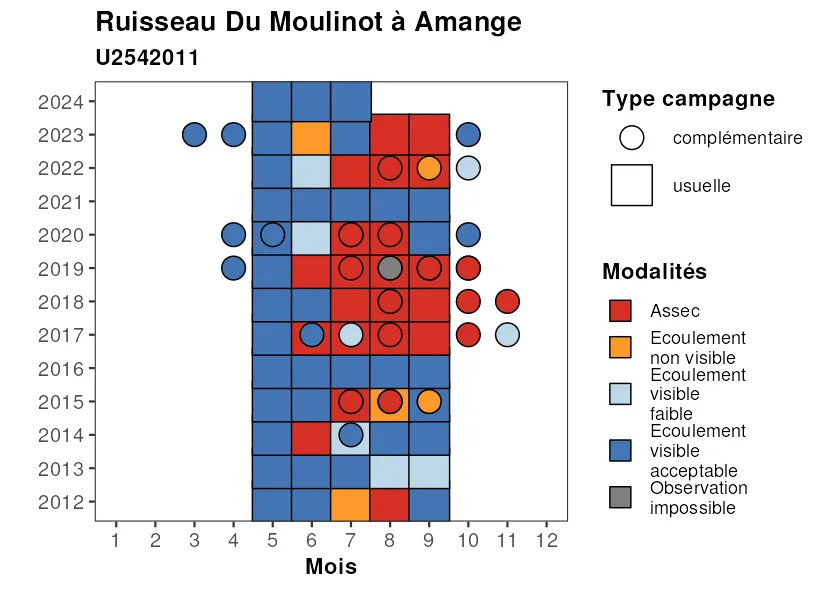 Ruisseau Du Moulinot à Amange
U2542011
2024
2023
2022
2021
2020
2019
2018
2017
2016
2015
2014
2013
2012
1 2 3 4 5 6 7 8 9 10 11 12
Mois
Type campagne
complémentaire
usuelle
Modalités
Assec
Ecoulement
non visible
Ecoulement
visible
faible
Ecoulement
visible
acceptable
Observation
impossible